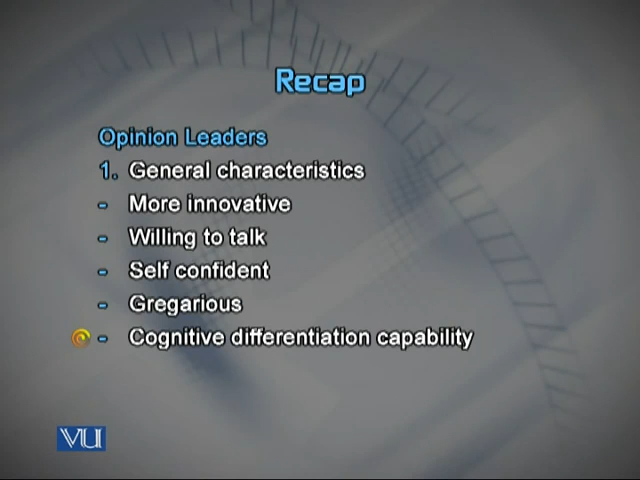 Recap
Opinion Leaders
1. General characteristics
- More innovative
- Willing to talk
- Self confident
- Gregarious
- Cognitive differentiation capability
VU